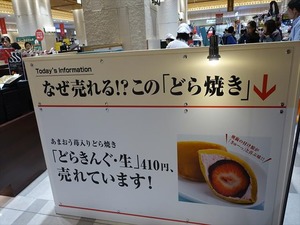 Today's Information
なぜ売れる!?この「どら焼き」↓
あまおう苺入りどら焼き
「どらきんぐ・生」410円、
売れています!